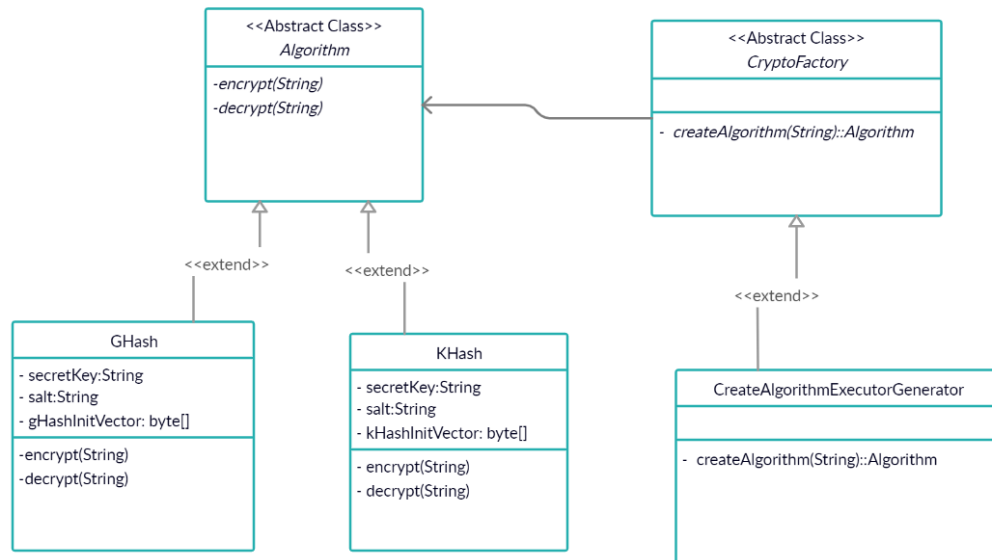 <<Abstract Class>>
Algorithm
-encrypt(String)
-decrypt(String)
<<Abstract Class>>
CryptoFactory
- createAlgorithm(String)::Algorithm
<<extend>>
<<extend>>
<<extend>>
GHash
- secretKey:String
- salt:String
- gHashInitVector: byte[]
-encrypt(String)
-decrypt(String)
KHash
- secretKey:String
- salt:String
- kHashInitVector: byte[]
- encrypt(String)
- decrypt(String)
CreateAlgorithmExecutorGenerator
- createAlgorithm(String)::Algorithm